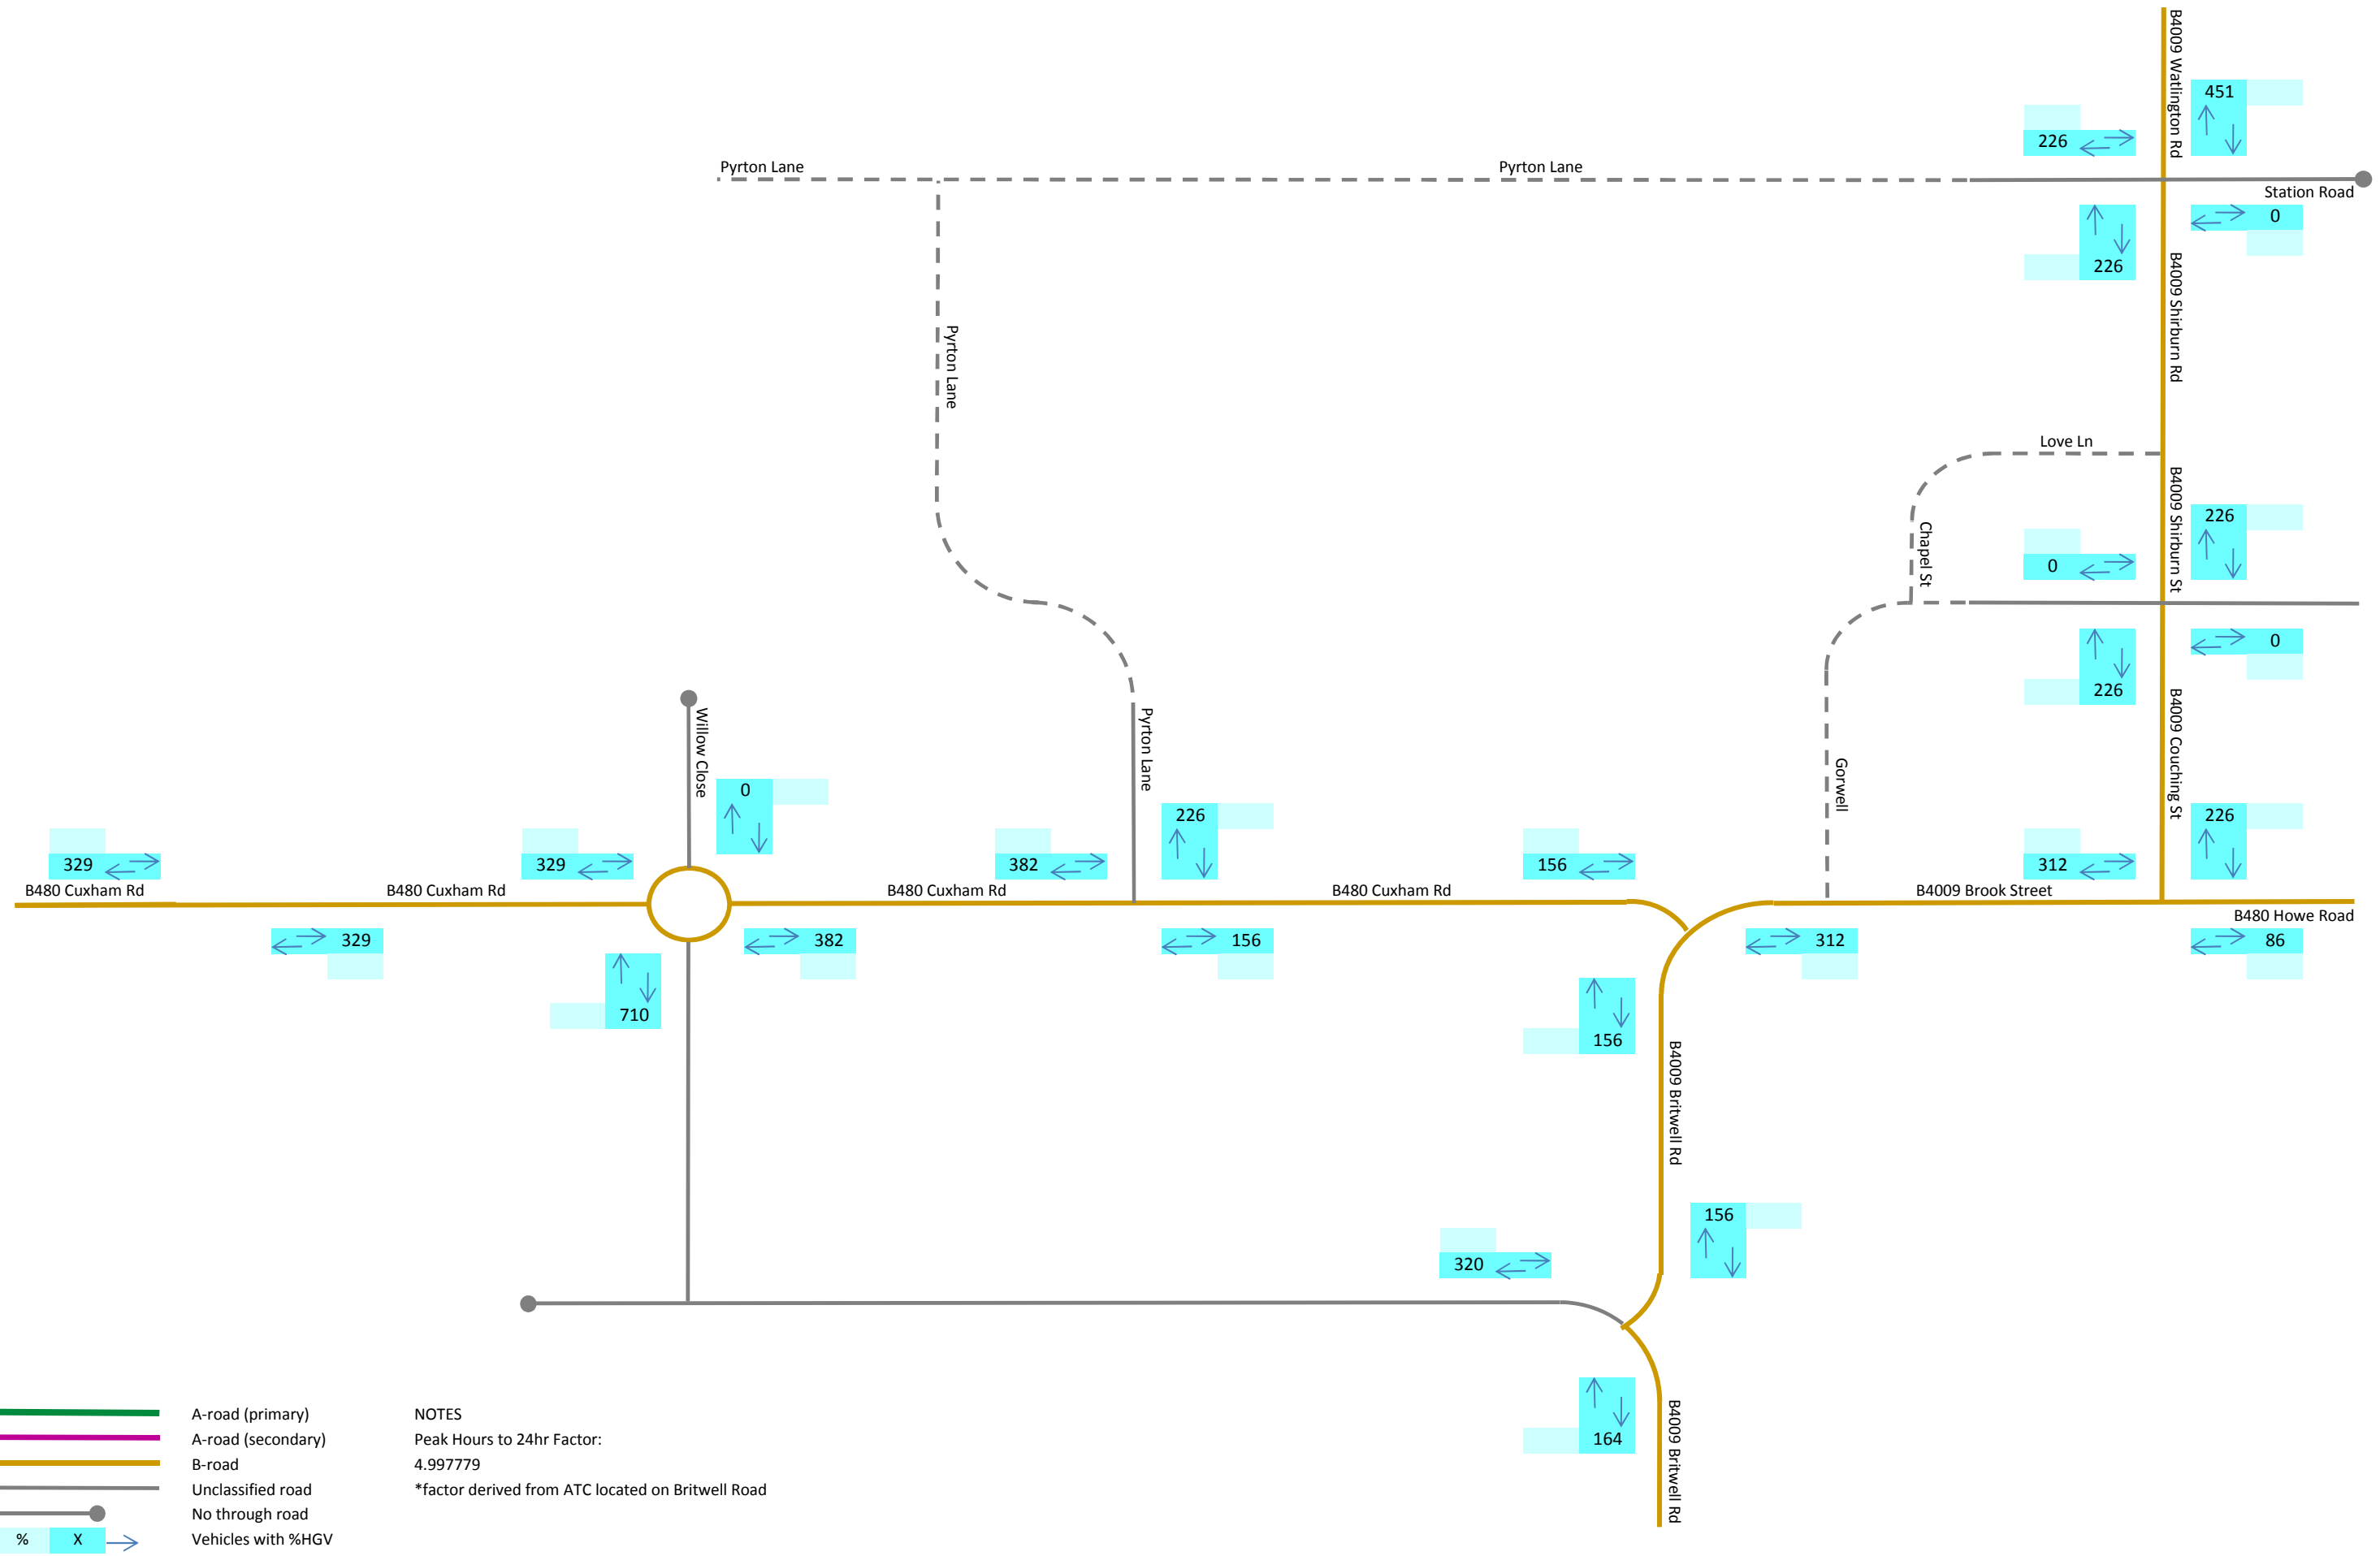 B4009 Watlington Rd
451
226
Pyrton Lane
Pyrton Lane
Station Road
0
226
B4009 Shirburn Rd
Pyrton Lane
Love Ln
B4009 Shirburn St
226
Chapel St
0
0
226
B4009 Couching St
Willow Close
Pyrton Lane
Gorwell
0
226
226
329
329
382
156
312
B480 Cuxham Rd
B480 Cuxham Rd
B480 Cuxham Rd
B480 Cuxham Rd
B4009 Brook Street
B480 Howe Road
329
382
156
312
86
710
156
B4009 Britwell Rd
156
320
164
B4009 Britwell Rd
A-road (primary)
NOTES
A-road (secondary)
Peak Hours to 24hr Factor:
B-road
4.997779
Unclassified road
*factor derived from ATC located on Britwell Road
No through road
% X Vehicles with %HGV